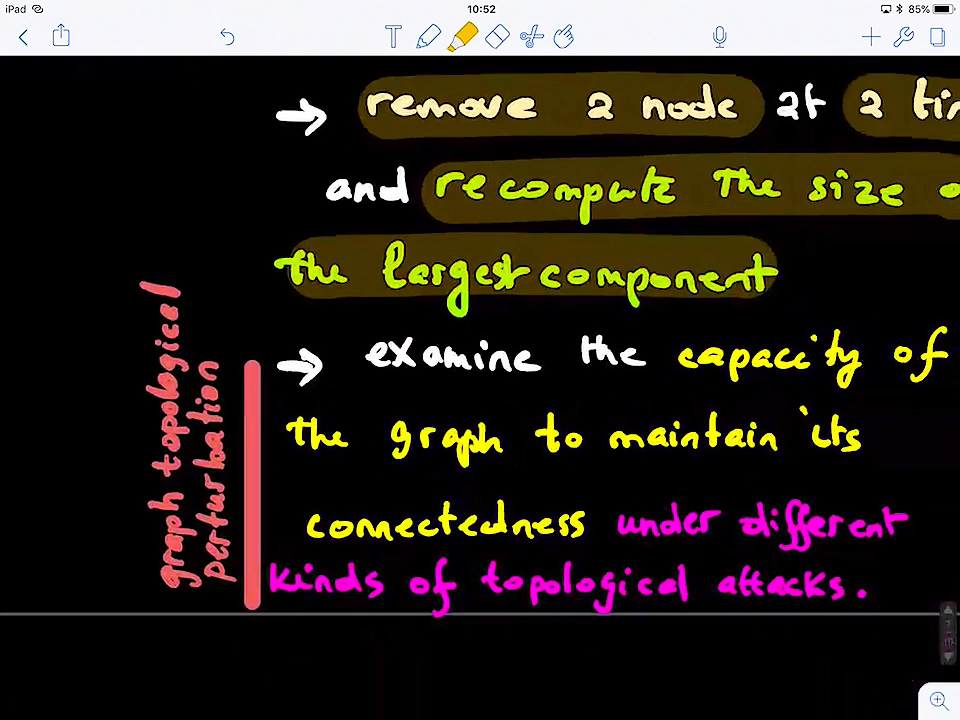 iPad 10:52 85%
→ remove a node at a tim
and recompute the size o
the largest component
→ examine the capacity of
the graph to maintain its
connectedness under different
kinds of topological attacks.
graph topological
perturbation